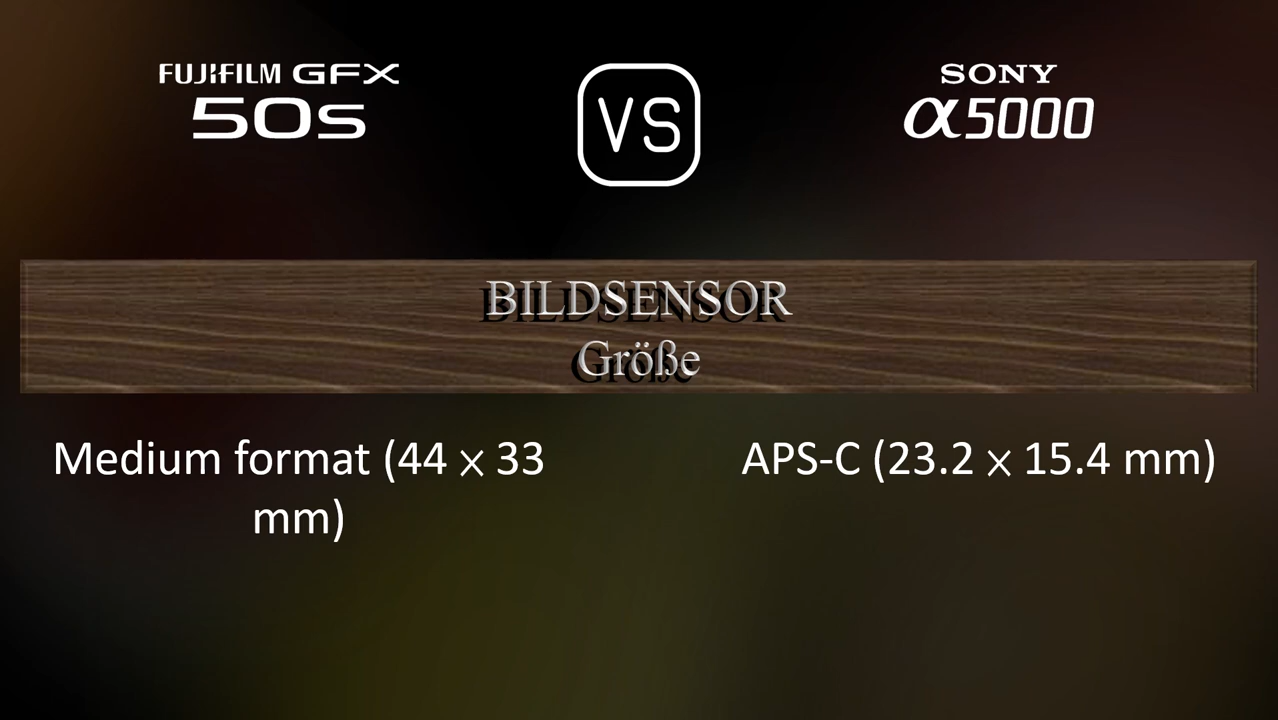 FUJIFILM GFX
50s
VS
SONY
α5000
BILDSENSOR
Größe
Medium format (44 x 33
mm)
APS-C (23.2 x 15.4 mm)